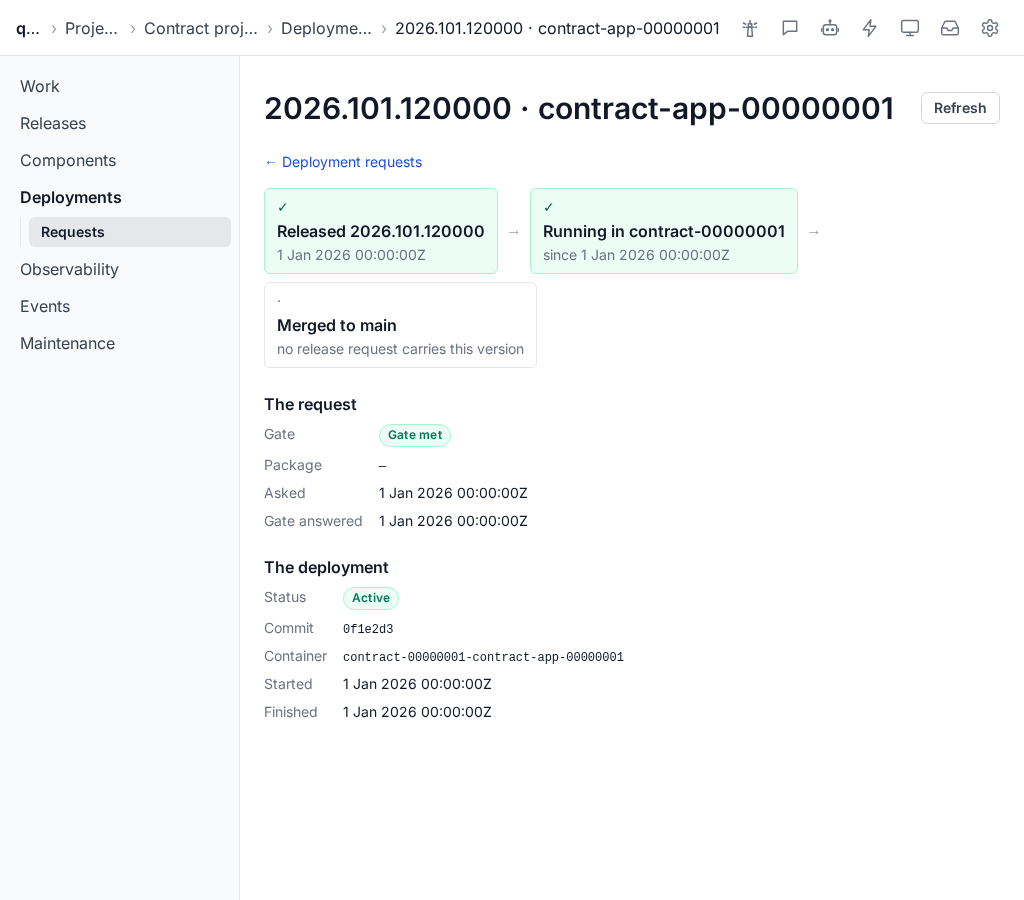 q... › Proje... › Contract proj... › Deployme... › 2026.101.120000 · contract-app-00000001
Work
Releases
Components
Deployments
Requests
Observability
Events
Maintenance
2026.101.120000 · contract-app-00000001
Refresh
← Deployment requests
✓
Released 2026.101.120000
1 Jan 2026 00:00:00Z
→
✓
Running in contract-00000001
since 1 Jan 2026 00:00:00Z
→
·
Merged to main
no release request carries this version
The request
Gate Gate met
Package –
Asked 1 Jan 2026 00:00:00Z
Gate answered 1 Jan 2026 00:00:00Z
The deployment
Status Active
Commit 0f1e2d3
Container contract-00000001-contract-app-00000001
Started 1 Jan 2026 00:00:00Z
Finished 1 Jan 2026 00:00:00Z